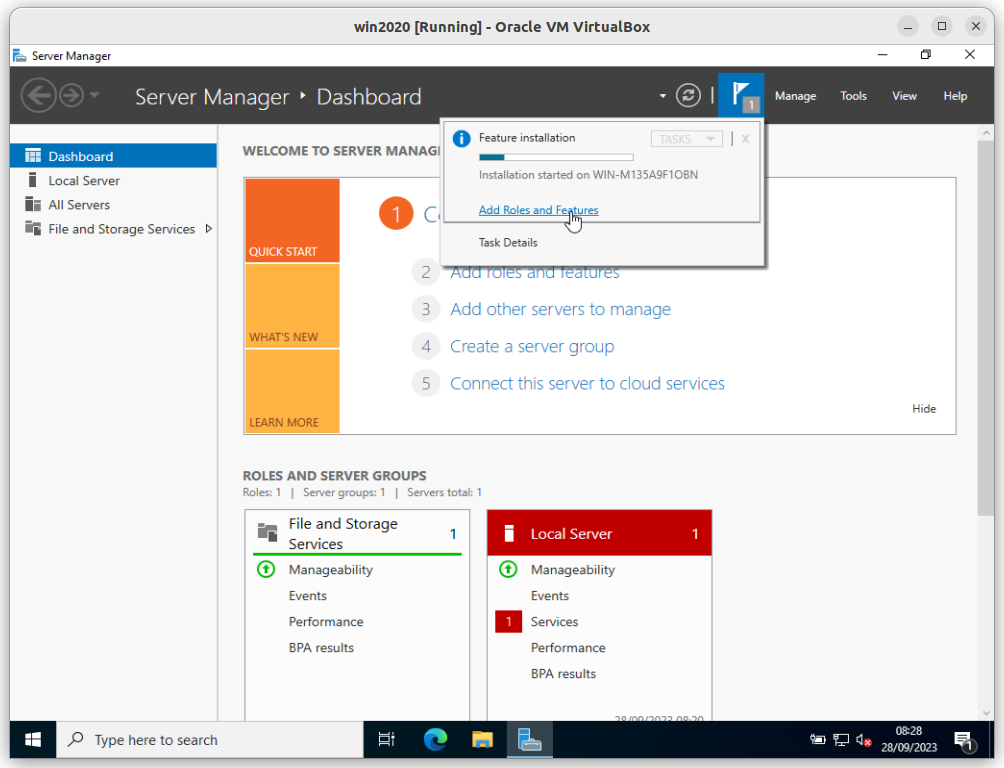 win2020 [Running] - Oracle VM VirtualBox
Server Manager
Server Manager • Dashboard
1
Manage
Tools
View
Help
Dashboard
Local Server
All Servers
File and Storage Services
WELCOME TO SERVER MANAG
Feature installation
TASKS
X
Installation started on WIN-M135A9F1OBN
Add Roles and Features
Task Details
QUICK START
WHAT'S NEW
LEARN MORE
1
2 Add roles and features
3 Add other servers to manage
4 Create a server group
5 Connect this server to cloud services
Hide
ROLES AND SERVER GROUPS
Roles: 1 | Server groups: 1 | Servers total: 1
File and Storage
Services
1
Manageability
Events
Performance
BPA results
Local Server 1
Manageability
Events
1 Services
Performance
BPA results
28/09/2023 08:20
Type here to search
08:28
28/09/2023
1